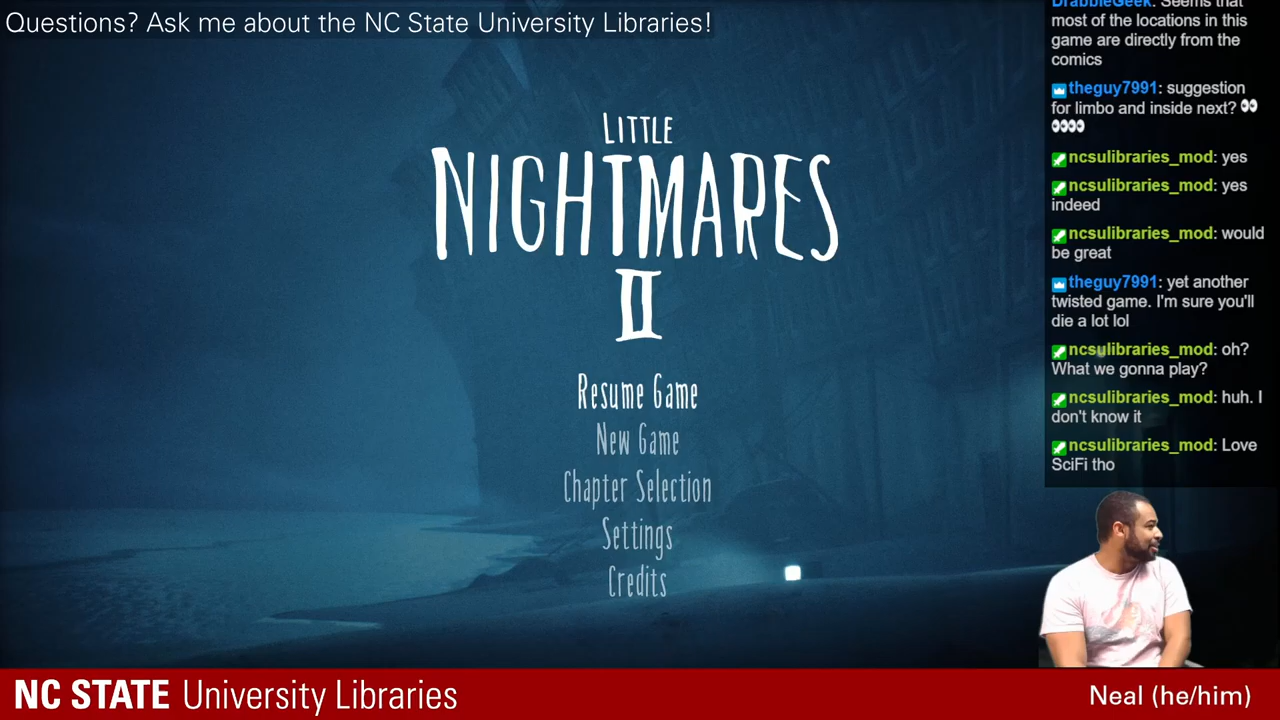 Questions? Ask me about the NC State University Libraries!
LITTLE
NIGHTMARES
II
Resume Game
New Game
Chapter Selection
Settings
Credits
DrabbleGeek: Seems that
most of the locations in this
game are directly from the
comics
theguy7991: suggestion
for limbo and inside next?
ncsulibraries_mod: yes
ncsulibraries_mod: yes
indeed
ncsulibraries_mod: would
be great
theguy7991: yet another
twisted game. I'm sure you'll
die a lot lol
ncsulibraries_mod: oh?
What we gonna play?
ncsulibraries_mod: huh. I
don't know it
ncsulibraries_mod: Love
SciFi tho
NC STATE University Libraries
Neal (he/him)